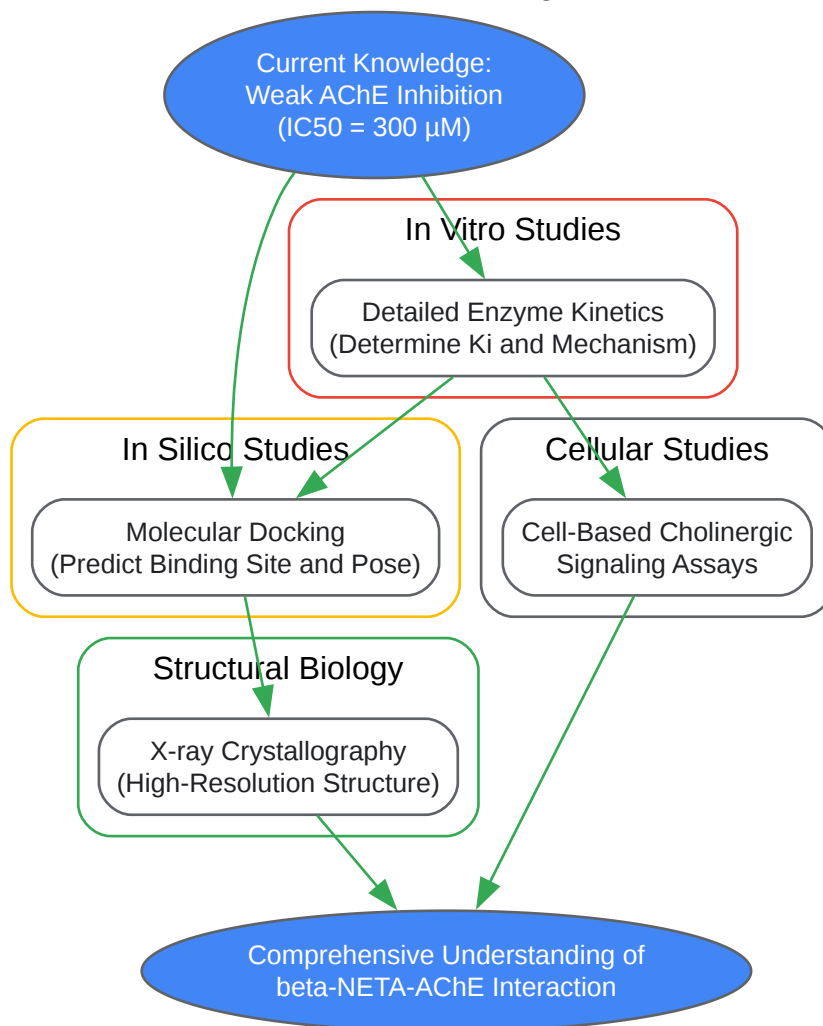 Current Knowledge:
Weak AChE Inhibition
(IC50 = 300 µM)
In Vitro Studies
Detailed Enzyme Kinetics
(Determine Ki and Mechanism)
In Silico Studies
Cellular Studies
Molecular Docking
(Predict Binding Site and Pose)
Cell-Based Cholinergic
Signaling Assays
Structural Biology
X-ray Crystallography
(High-Resolution Structure)
Comprehensive Understanding of
beta-NETA-AChE Interaction